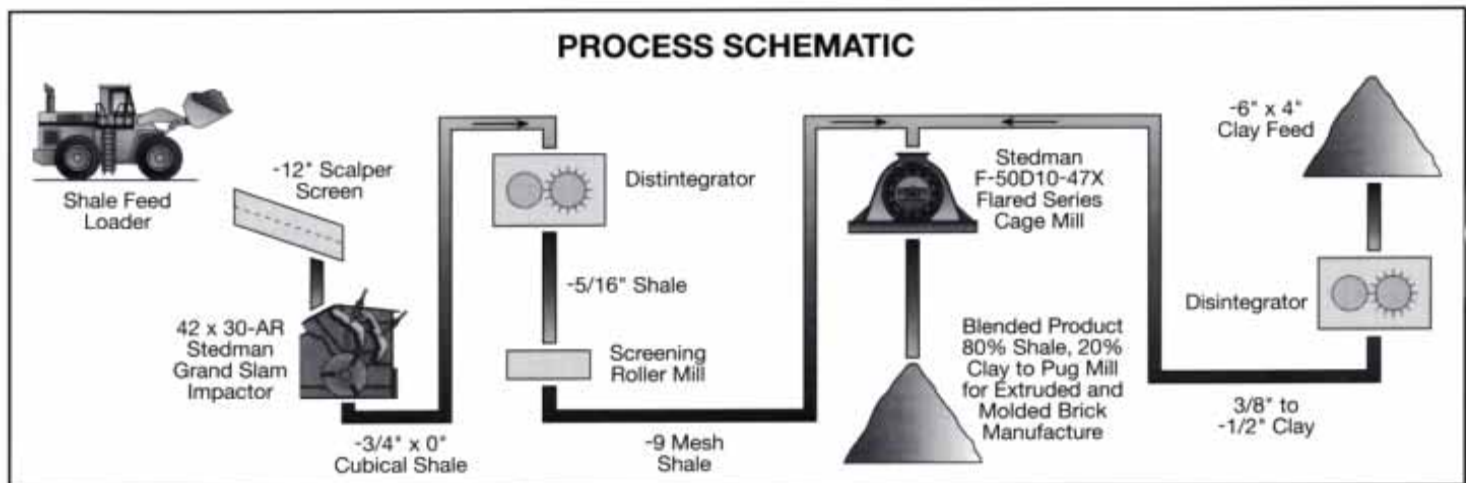 PROCESS SCHEMATIC
Shale Feed
Loader
-12" Scalper
Screen
42 x 30-AR
Stedman
Grand Slam
Impactor
-3/4" x 0"
Cubical Shale
Distintegrator
-5/16" Shale
Screening
Roller Mill
-9 Mesh
Shale
Stedman
F-50D10-47X
Flared Series
Cage Mill
Blended Product
80% Shale, 20%
Clay to Pug Mill
for Extruded and
Molded Brick
Manufacture
-6" x 4"
Clay Feed
Disintegrator
3/8" to
-1/2" Clay